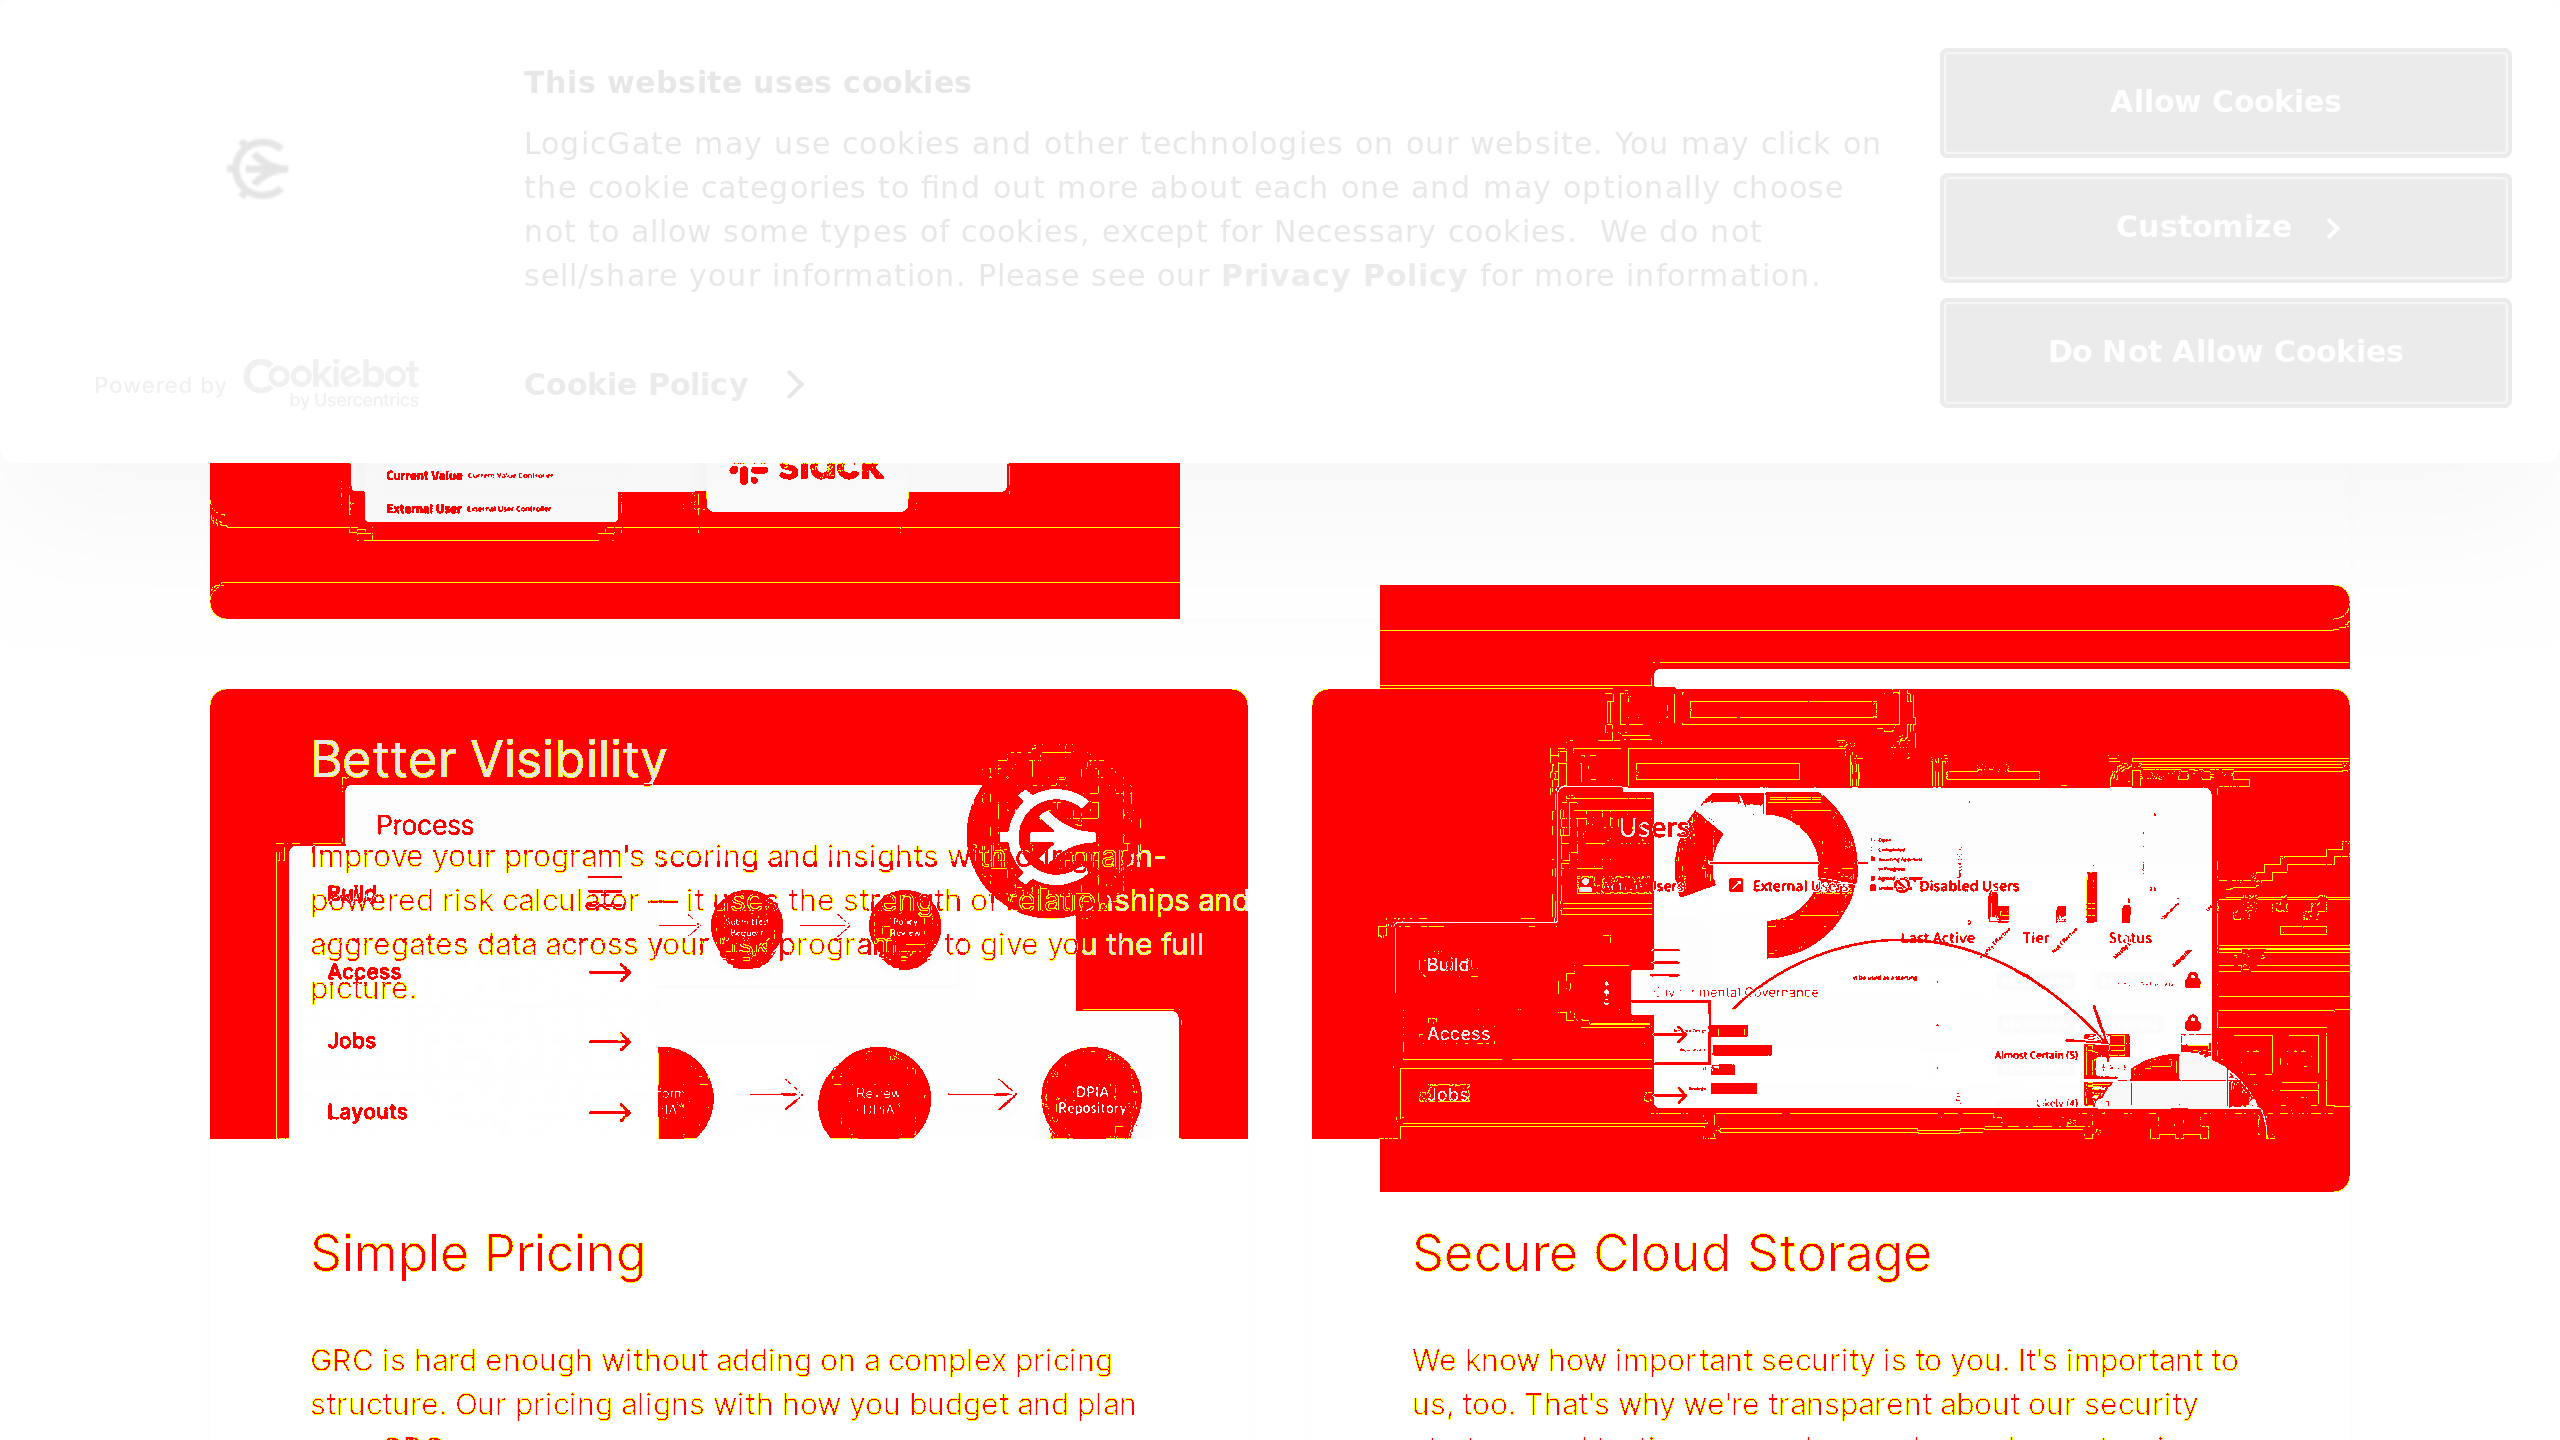 This website uses cookies
LogicGate may use cookies and other technologies on our website. You may click on
the cookie categories to find out more about each one and may optionally choose
not to allow some types of cookies, except for Necessary cookies. We do not
sell/share your information. Please see our Privacy Policy for more information.
Cookie Policy
Powered by Cookiebot
by Usercentrics
Allow Cookies
Customize
Do Not Allow Cookies
Current Value Current Value Controller
External User External User Controller
slack
Better Visibility
Process
Improve your program's scoring and insights with our graph-
powered risk calculator — it uses the strength of relationships and
aggregates data across your program to give you the full
picture.
Build
Access
Jobs
Layouts
Submitted
Request
Policy
Review
Review
DPIA
DPIA
Repository
Users
Users
External Users
Disabled Users
Last Active
Tier
Status
Build
Environmental Governance
Access
Almost Certain (5)
Jobs
Likely (4)
Simple Pricing
GRC is hard enough without adding on a complex pricing
structure. Our pricing aligns with how you budget and plan
Secure Cloud Storage
We know how important security is to you. It's important to
us, too. That's why we're transparent about our security